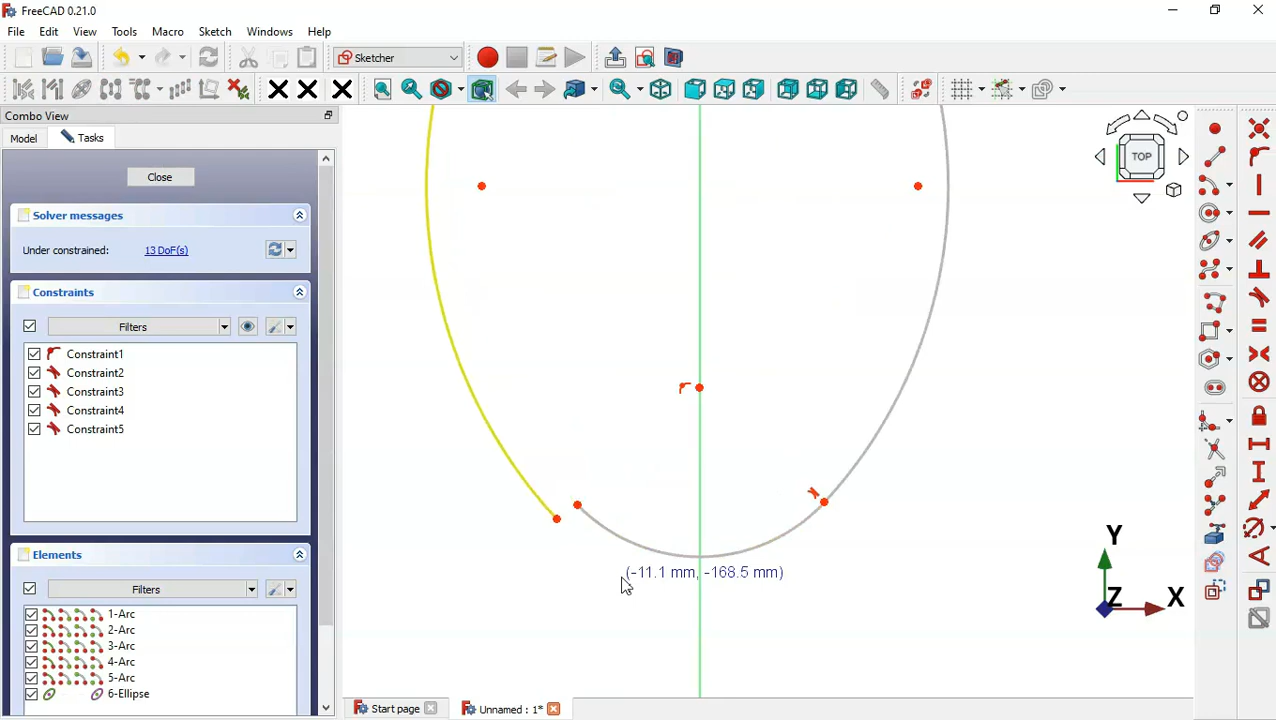 FreeCAD 0.21.0
File Edit View Tools Macro Sketch Windows Help
Sketcher
Combo View
Model Tasks
Close
Solver messages
Under constrained: 13 DoF(s)
Constraints
Filters
Constraint1
Constraint2
Constraint3
Constraint4
Constraint5
Elements
Filters
1-Arc
2-Arc
3-Arc
4-Arc
5-Arc
6-Ellipse
TOP
(-11.1 mm, -168.5 mm)
Y
Z X
Start page Unnamed : 1*